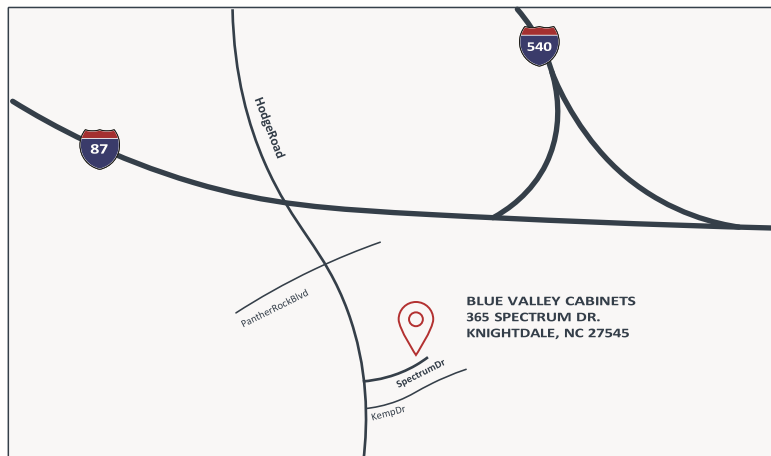 540
HodgeRoad
87
PantherRockBlvd
BLUE VALLEY CABINETS
365 SPECTRUM DR.
KNIGHTDALE, NC 27545
SpectrumDr
KempDr